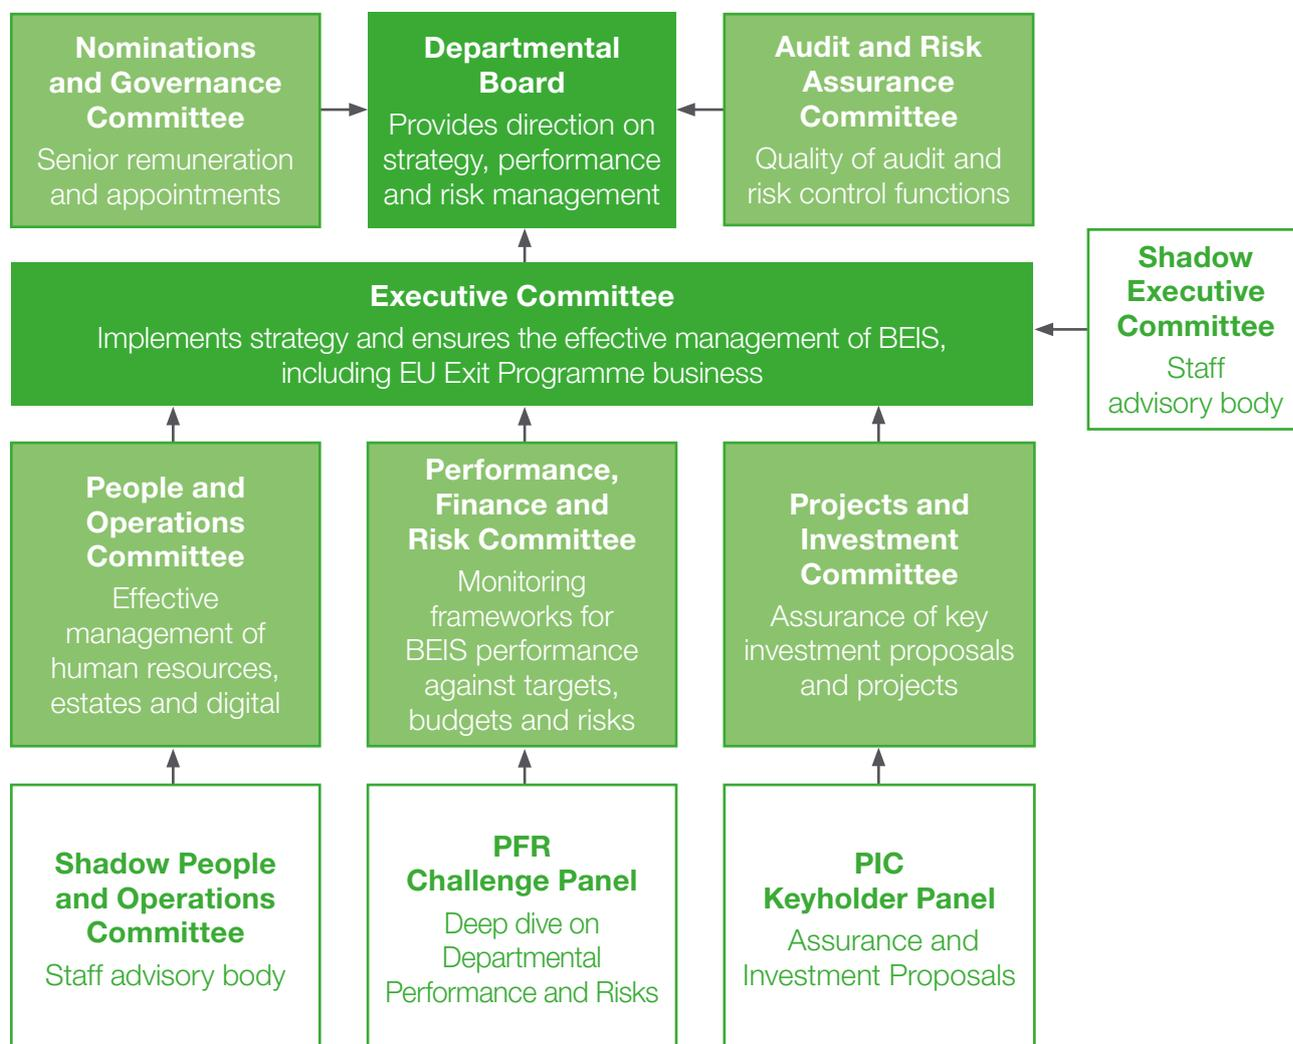 Nominations
and Governance
Committee
Senior remuneration
and appointments
Departmental
Board
Provides direction on
strategy, performance
and risk management
Audit and Risk
Assurance
Committee
Quality of audit and
risk control functions
Executive Committee
Implements strategy and ensures the effective management of BEIS,
including EU Exit Programme business
Shadow
Executive
Committee
Staff
advisory body
People and
Operations
Committee
Effective
management of
human resources,
estates and digital
Performance,
Finance and
Risk Committee
Monitoring
frameworks for
BEIS performance
against targets,
budgets and risks
Projects and
Investment
Committee
Assurance of key
investment proposals
and projects
Shadow People
and Operations
Committee
Staff advisory body
PFR
Challenge Panel
Deep dive on
Departmental
Performance and Risks
PIC
Keyholder Panel
Assurance and
Investment Proposals